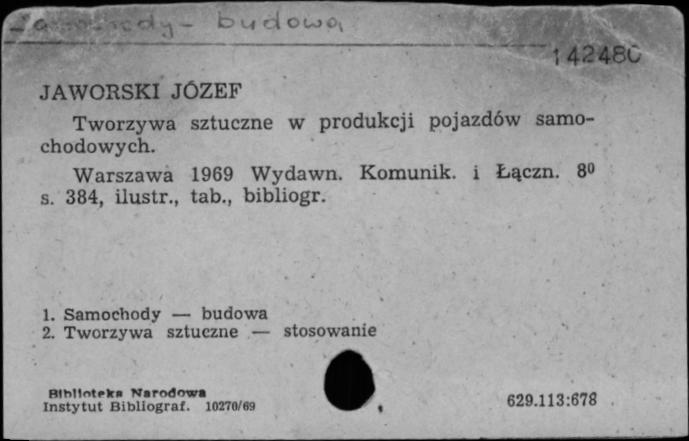 Samochody - budowa
142480
JAWORSKI JÓZEF
Tworzywa sztuczne w produkcji pojazdów samo-
chodowych.
Warszawa 1969 Wydawn. Komunik. i Łączn. 8⁰
s. 384, ilustr., tab., bibliogr.
1. Samochody — budowa
2. Tworzywa sztuczne — stosowanie
Biblioteka Narodowa
Instytut Bibliograf. 10270/69
629.113:678